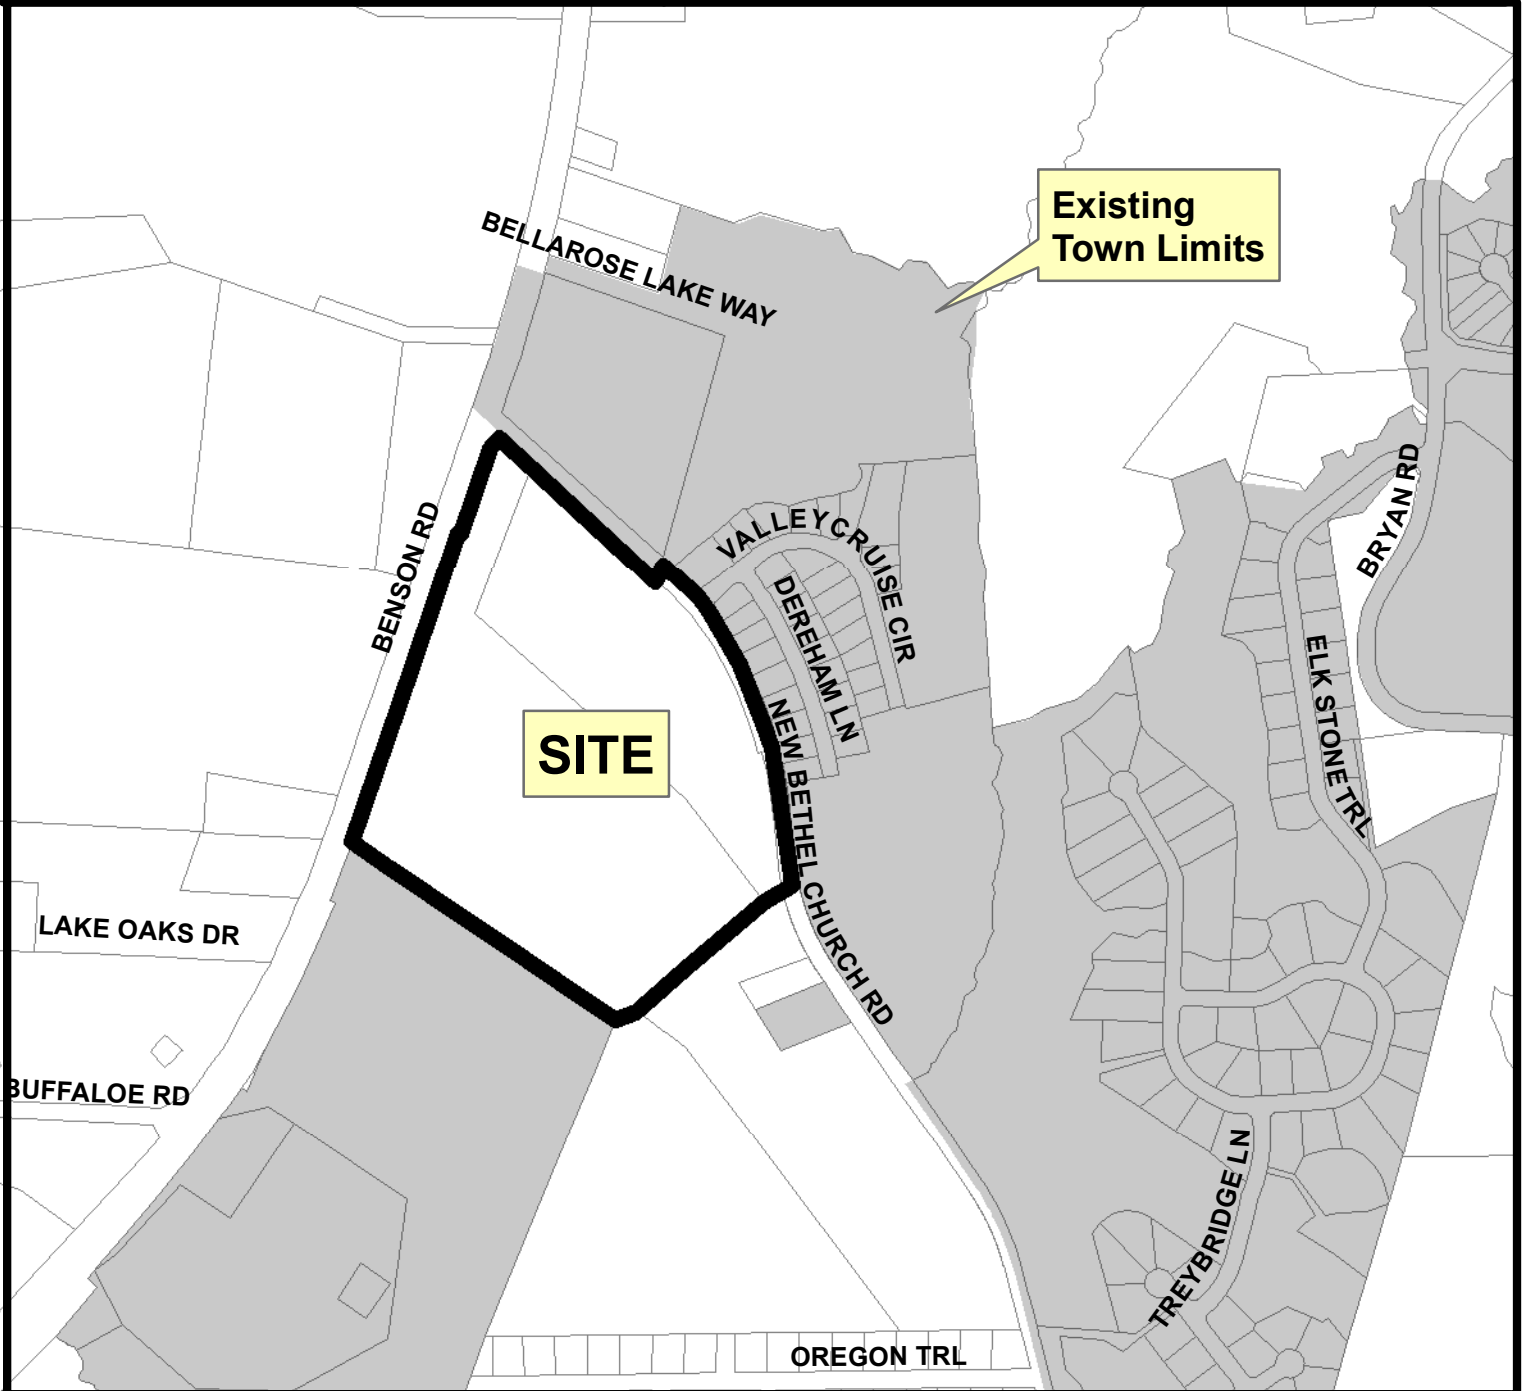 Existing
Town Limits
BELLAROSE LAKE WAY
BRYAN RD
BENSON RD
VALLEYCRUISE CIR
DEREHAM LN
ELK STONE TRL
SITE
NEW BETHEL CHURCH RD
LAKE OAKS DR
BUFFALOE RD
TREYBRIDGE LN
OREGON TRL